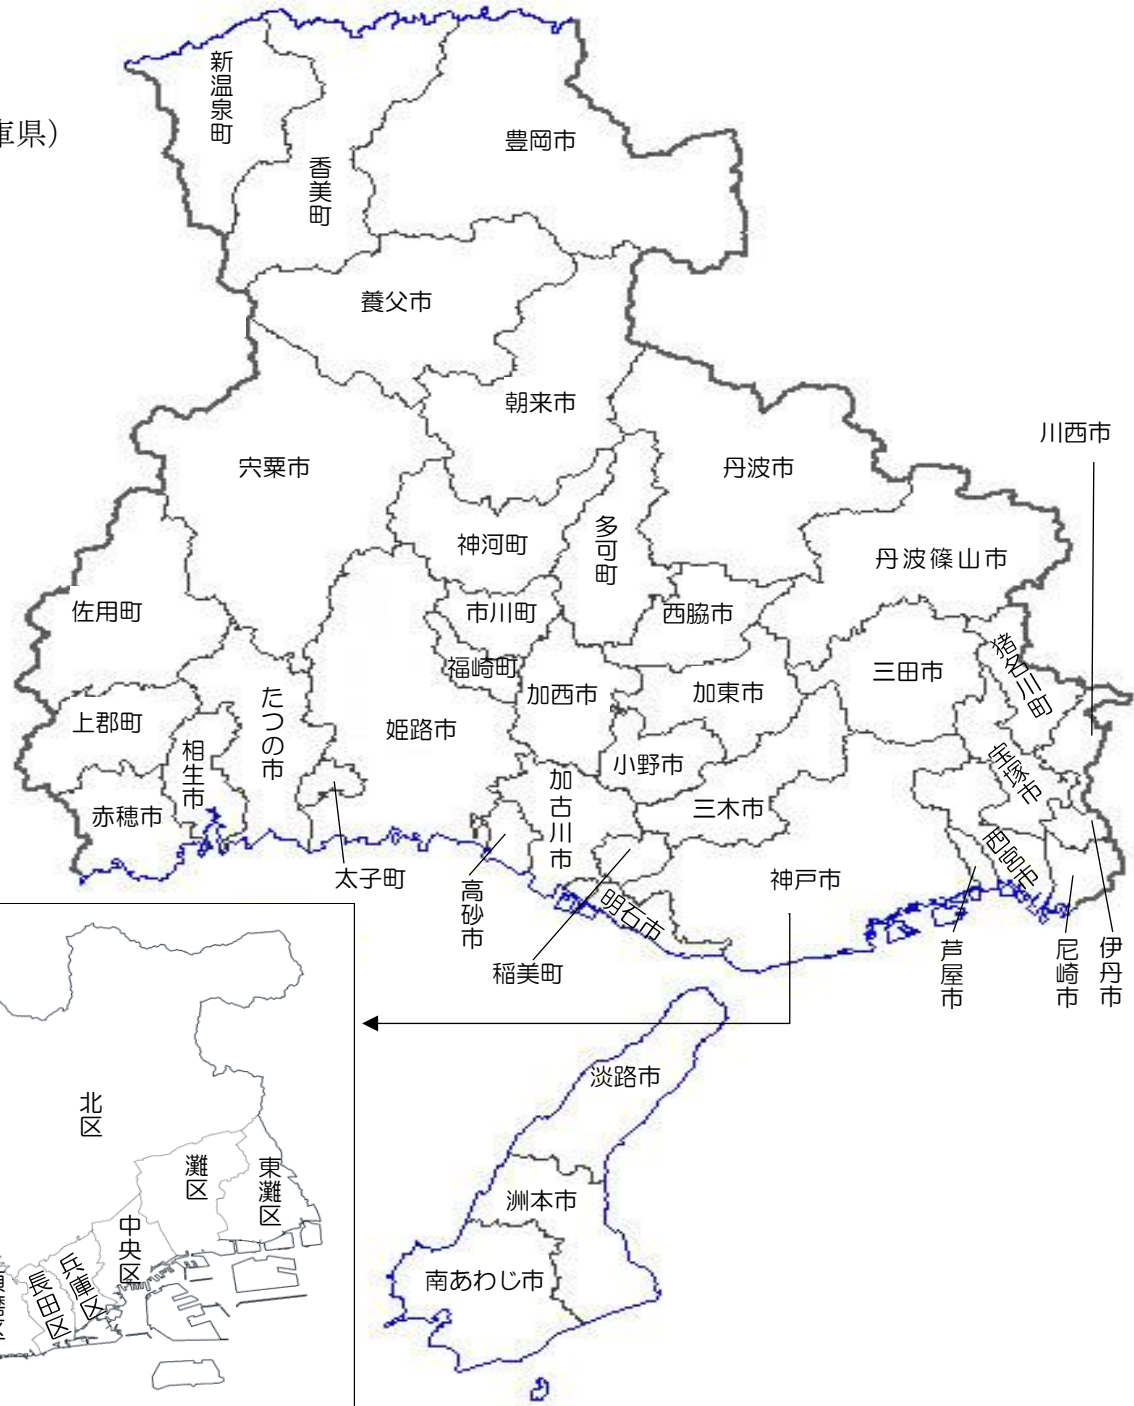 庫県）
新温泉町
香美町
豊岡市
養父市
朝来市
川西市
宍粟市
丹波市
神河町
多可町
丹波篠山市
佐用町
市川町
西脇市
猪名川町
福崎町
加西市
加東市
三田市
上郡町
たつの市
姫路市
相生市
小野市
宝塚市
赤穂市
加古川市
三木市
西宮市
太子町
高砂市
神戸市
明石市
稲美町
芦屋市
尼崎市
伊丹市
淡路市
洲本市
南あわじ市
北区
灘区
東灘区
中央区
兵庫区
長田区